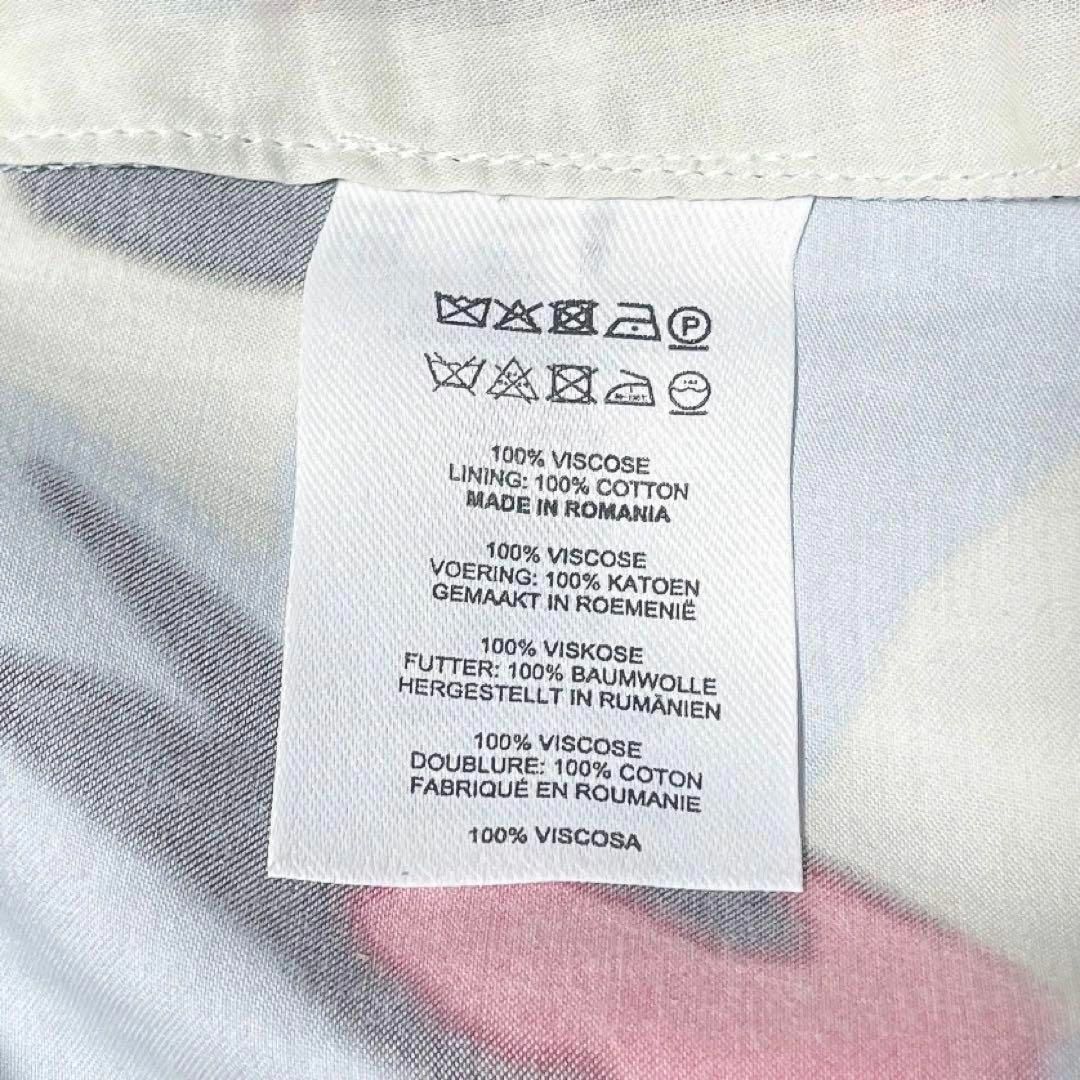 P
100% VISCOSE
LINING: 100% COTTON
MADE IN ROMANIA
100% VISCOSE
VOERING: 100% KATOEN
GEMAAKT IN ROEMENIË
100% VISKOSE
FUTTER: 100% BAUMWOLLE
HERGESTELLT IN RUMÄNIEN
100% VISCOSE
DOUBLURE: 100% COTON
FABRIQUÉ EN ROUMANIE
100% VISCOSA